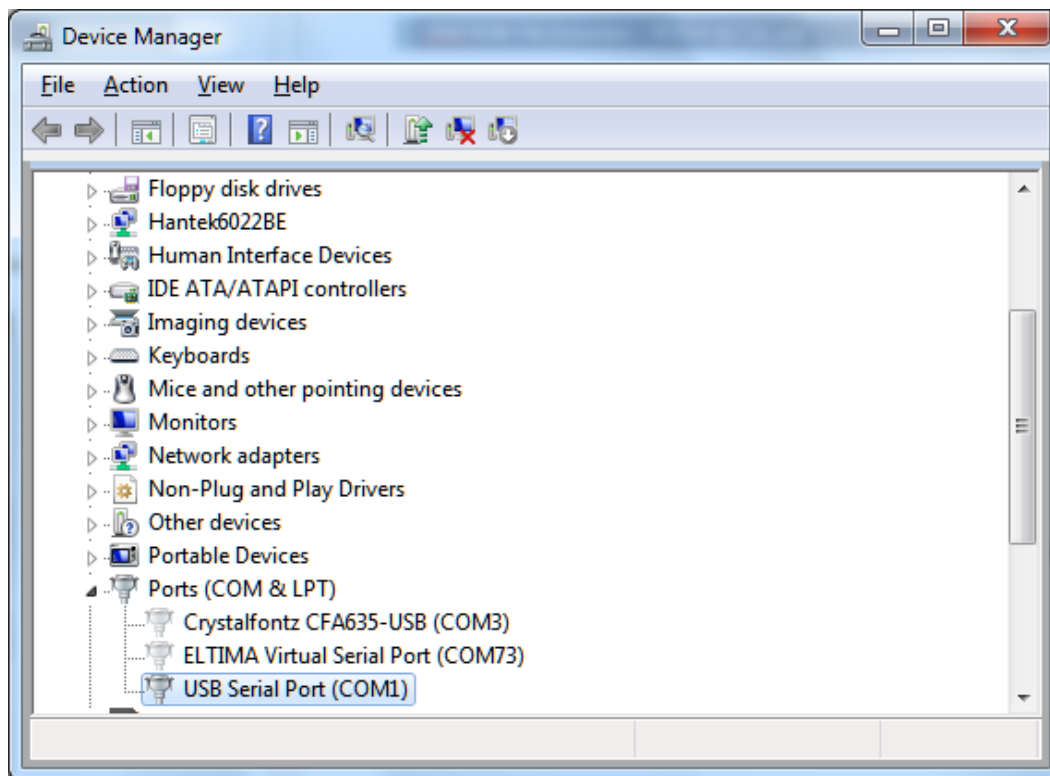 Device Manager
File Action View Help
Floppy disk drives
Hantek6022BE
Human Interface Devices
IDE ATA/ATAPI controllers
Imaging devices
Keyboards
Mice and other pointing devices
Monitors
Network adapters
Non-Plug and Play Drivers
Other devices
Portable Devices
Ports (COM & LPT)
Crystalfontz CFA635-USB (COM3)
ELTIMA Virtual Serial Port (COM73)
USB Serial Port (COM1)